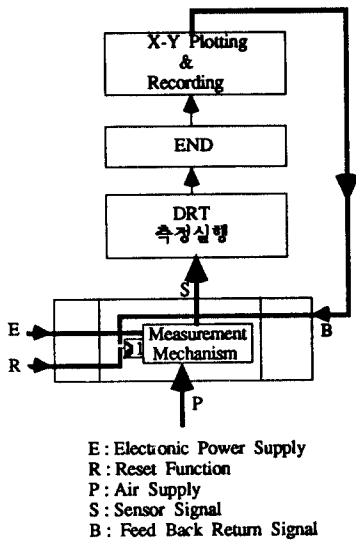 X-Y Plotting
&
Recording
END
DRT
측정실행
S
E
B
R
Measurement
Mechanism
P
E : Electronic Power Supply
R : Reset Function
P : Air Supply
S : Sensor Signal
B : Feed Back Return Signal